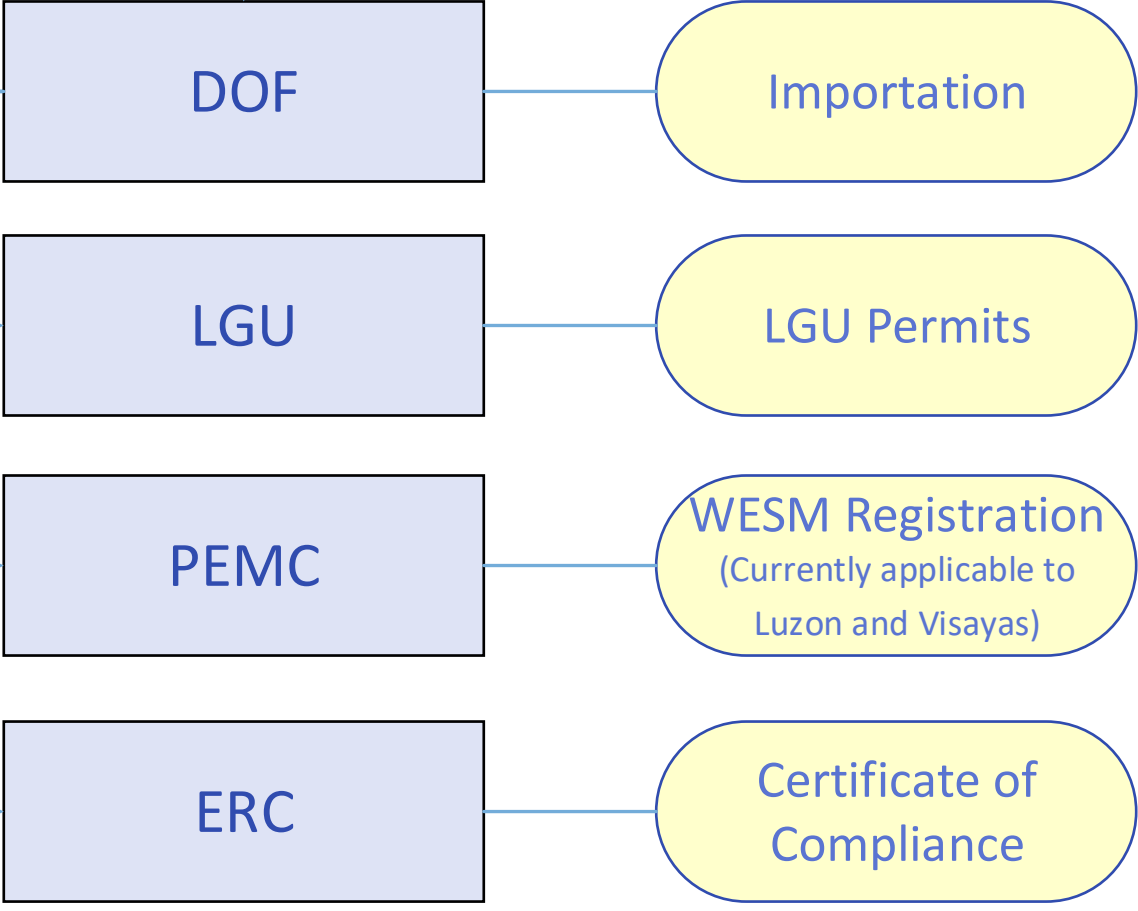 DOF
Importation
LGU
LGU Permits
PEMC
WESM Registration
(Currently applicable to
Luzon and Visayas)
ERC
Certificate of
Compliance